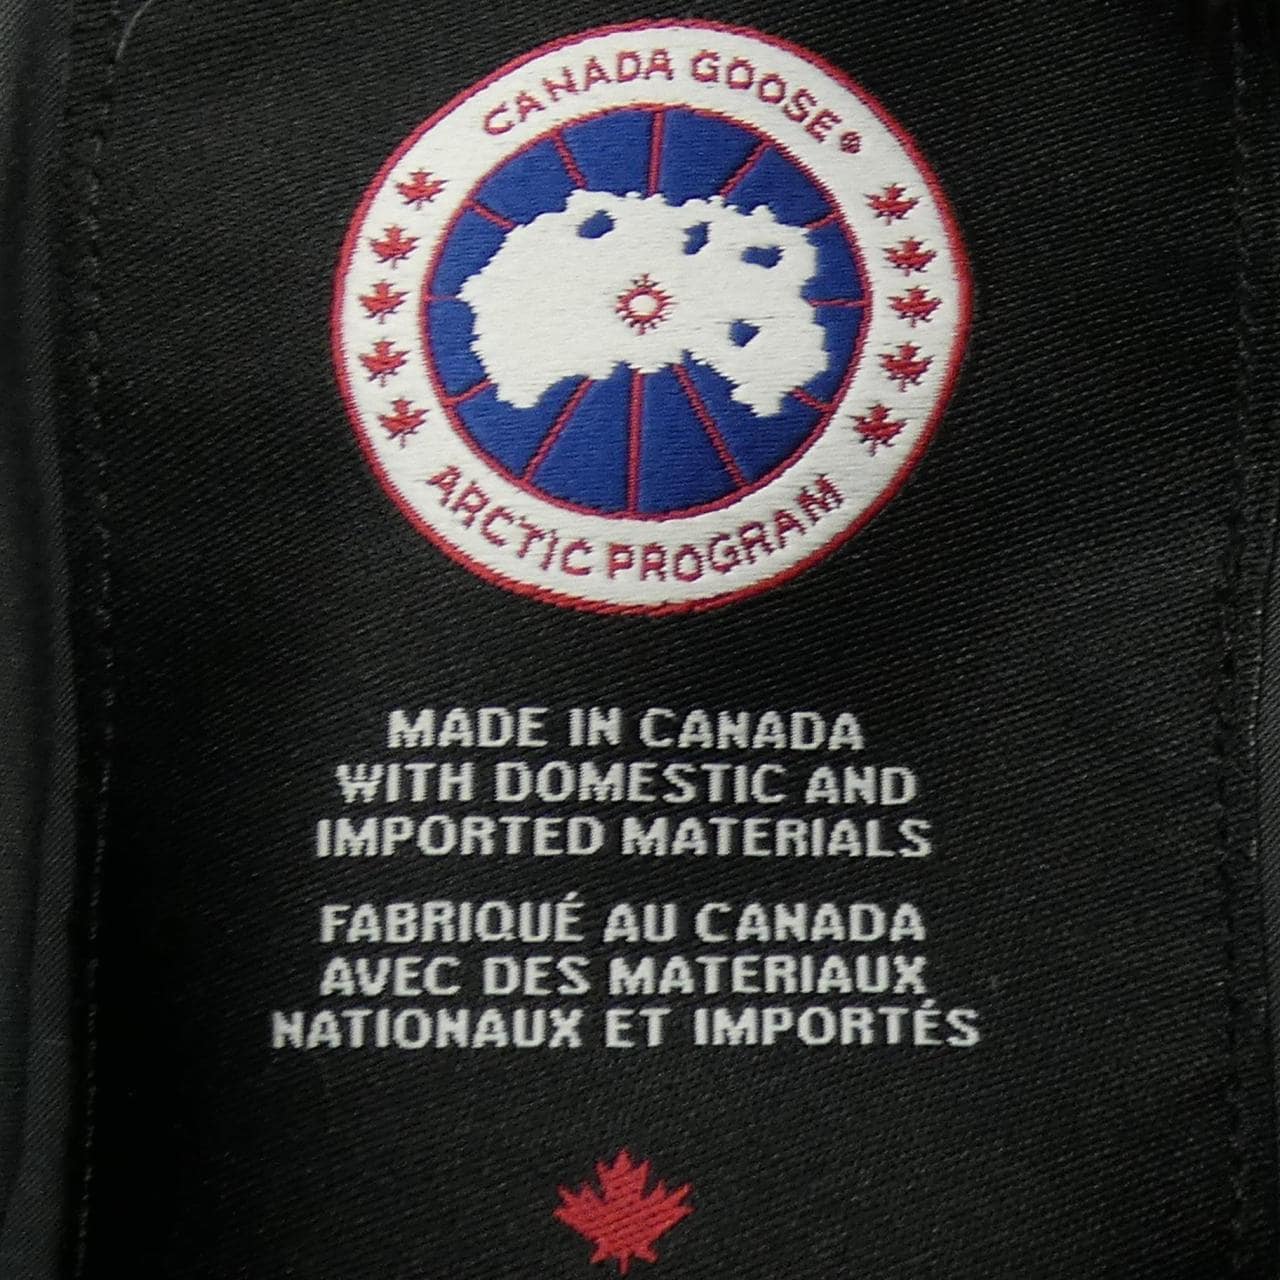 CANADA GOOSE®
ARCTIC PROGRAM
MADE IN CANADA
WITH DOMESTIC AND
IMPORTED MATERIALS
FABRIQUÉ AU CANADA
AVEC DES MATERIAUX
NATIONAUX ET IMPORTÉS